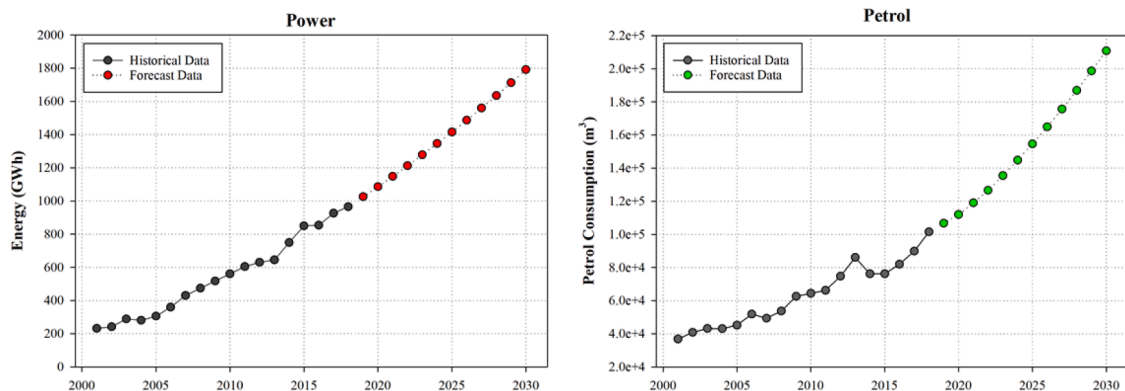 Power
2000
1800
1600
1400
1200
1000
800
600
400
200
0
Energy (GWh)
Historical Data
Forecast Data
2000 2005 2010 2015 2020 2025 2030
Petrol
2.2e+5
2.0e+5
1.8e+5
1.6e+5
1.4e+5
1.2e+5
1.0e+5
8.0e+4
6.0e+4
4.0e+4
2.0e+4
Petrol Consumption (m³)
Historical Data
Forecast Data
2000 2005 2010 2015 2020 2025 2030